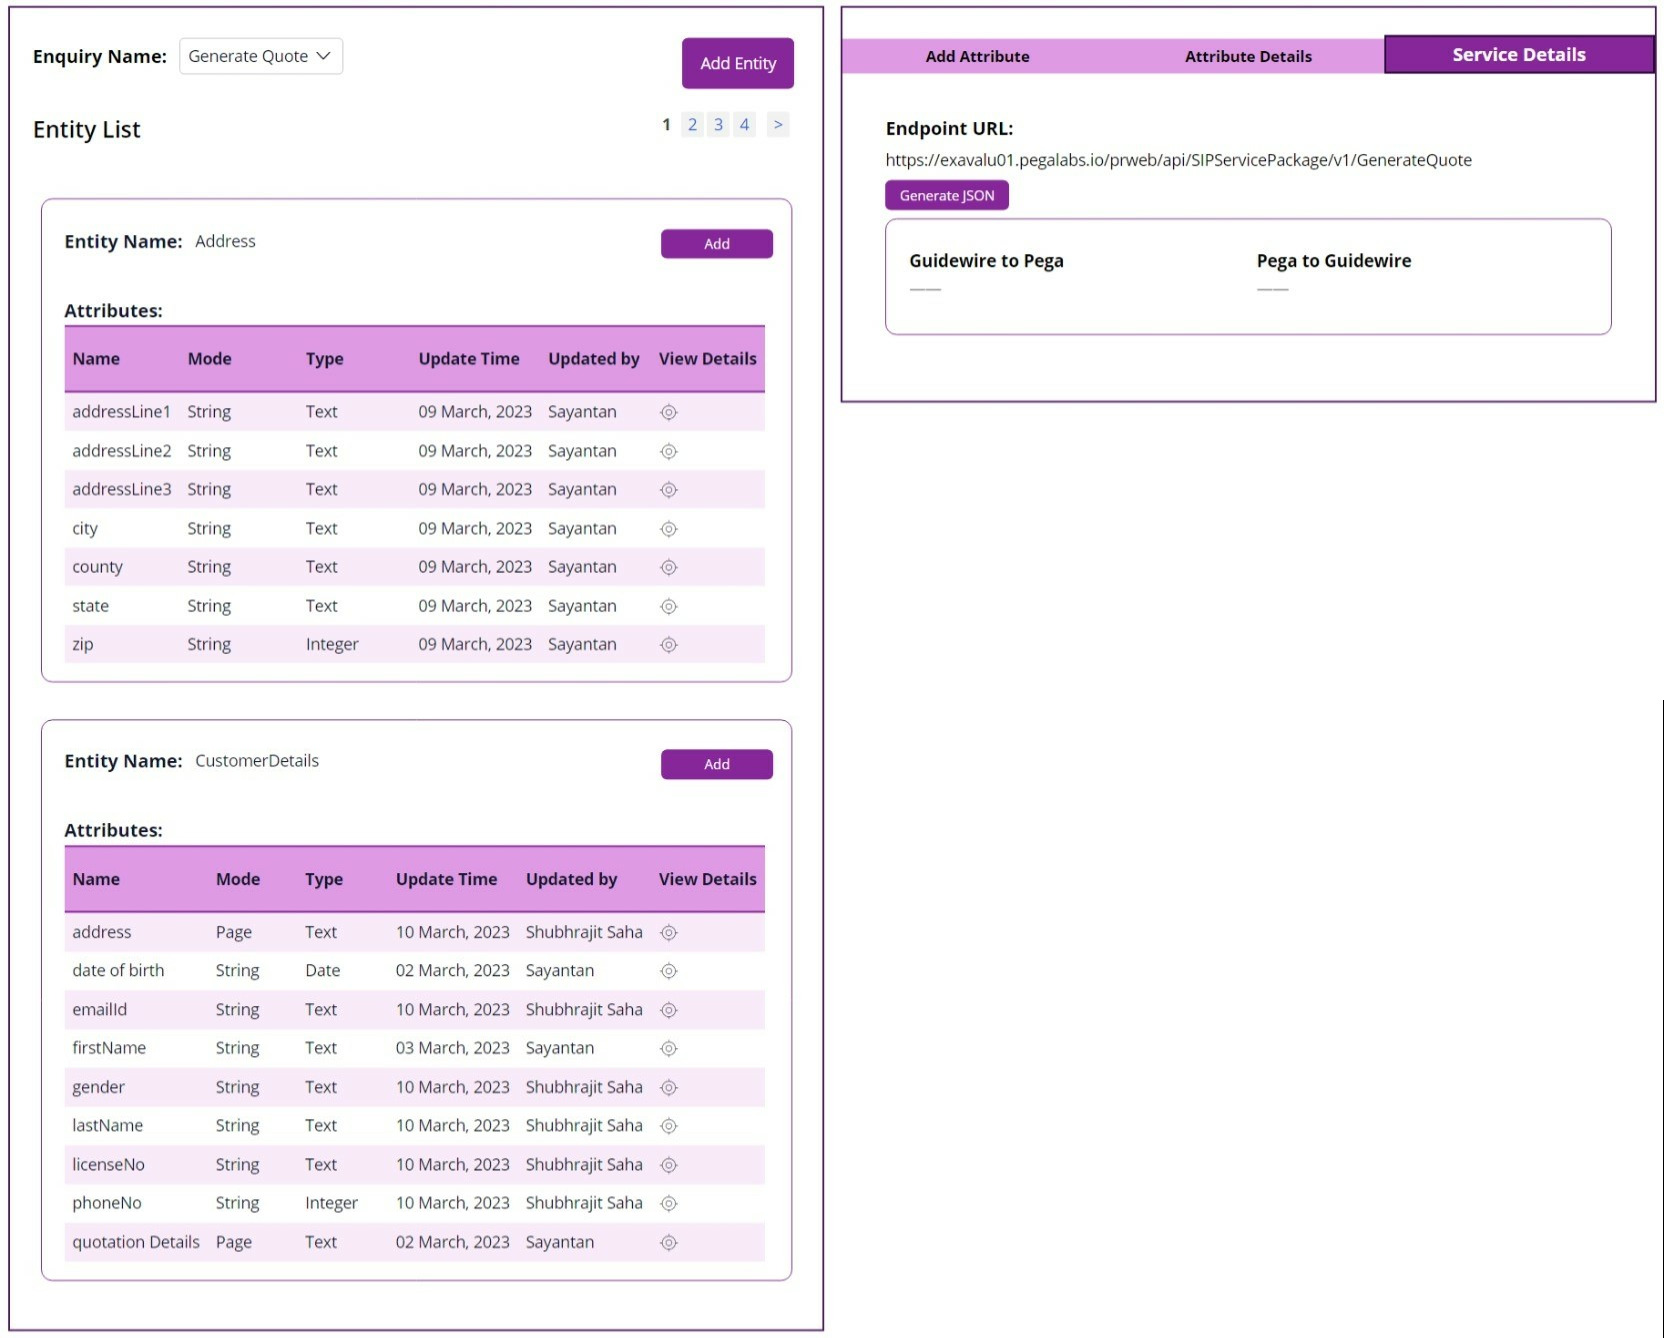 Enquiry Name: Generate Quote
Add Entity
Entity List
1 2 3 4 >
Entity Name: Address
Add
Attributes:
Name Mode Type Update Time Updated by View Details
addressLine1 String Text 09 March, 2023 Sayantan
addressLine2 String Text 09 March, 2023 Sayantan
addressLine3 String Text 09 March, 2023 Sayantan
city String Text 09 March, 2023 Sayantan
county String Text 09 March, 2023 Sayantan
state String Text 09 March, 2023 Sayantan
zip String Integer 09 March, 2023 Sayantan
Entity Name: CustomerDetails
Add
Attributes:
Name Mode Type Update Time Updated by View Details
address Page Text 10 March, 2023 Shubhrajit Saha
date of birth String Date 02 March, 2023 Sayantan
emailId String Text 10 March, 2023 Shubhrajit Saha
firstName String Text 03 March, 2023 Sayantan
gender String Text 10 March, 2023 Shubhrajit Saha
lastName String Text 10 March, 2023 Shubhrajit Saha
licenseNo String Text 10 March, 2023 Shubhrajit Saha
phoneNo String Integer 10 March, 2023 Shubhrajit Saha
quotation Details Page Text 02 March, 2023 Sayantan
Add Attribute Attribute Details Service Details
Endpoint URL:
https://exavalu01.pegalabs.io/prweb/api/SIPServicePackage/v1/GenerateQuote
Generate JSON
Guidewire to Pega Pega to Guidewire
—— ——